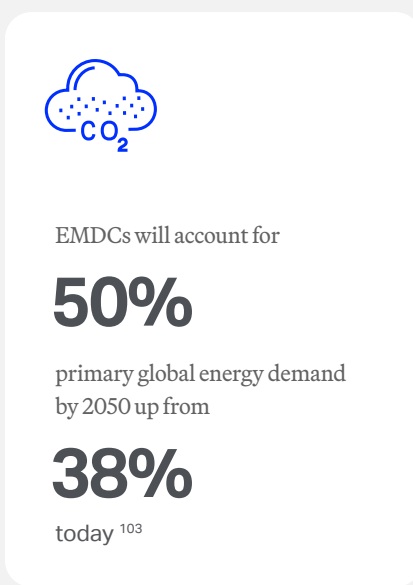 CO₂
EMDCs will account for
50%
primary global energy demand
by 2050 up from
38%
today ¹⁰³